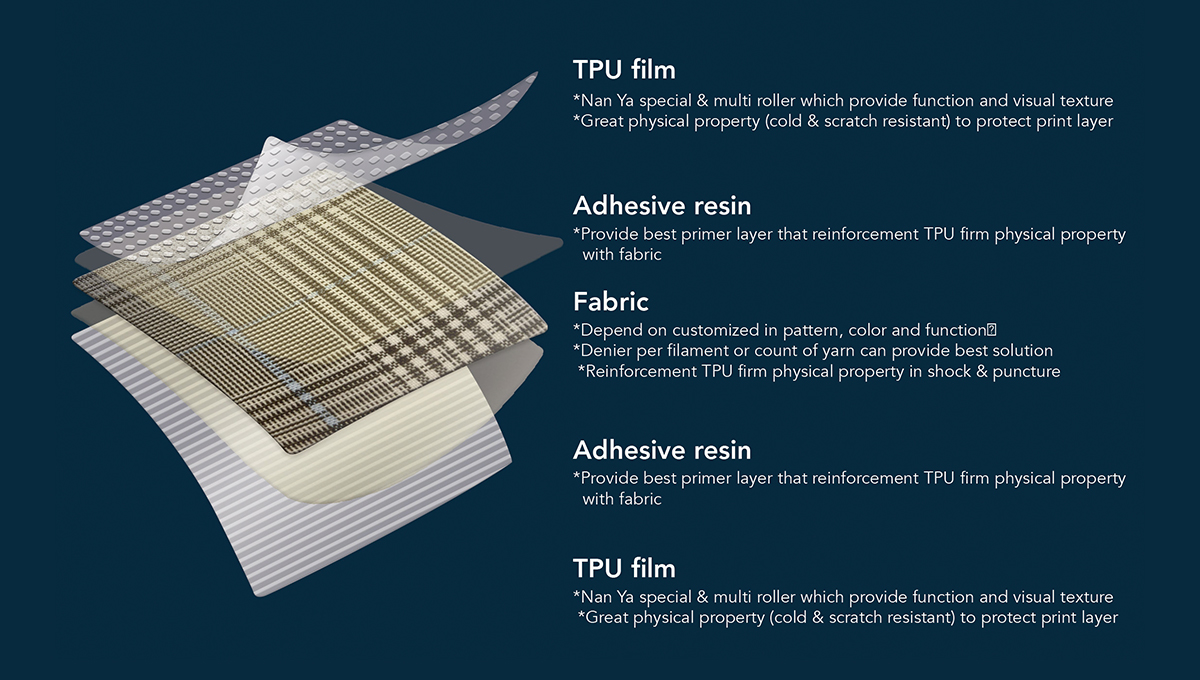 TPU film
*Nan Ya special & multi roller which provide function and visual texture
*Great physical property (cold & scratch resistant) to protect print layer
Adhesive resin
*Provide best primer layer that reinforcement TPU firm physical property
with fabric
Fabric
*Depend on customized in pattern, color and function⍰
*Denier per filament or count of yarn can provide best solution
*Reinforcement TPU firm physical property in shock & puncture
Adhesive resin
*Provide best primer layer that reinforcement TPU firm physical property
with fabric
TPU film
*Nan Ya special & multi roller which provide function and visual texture
*Great physical property (cold & scratch resistant) to protect print layer